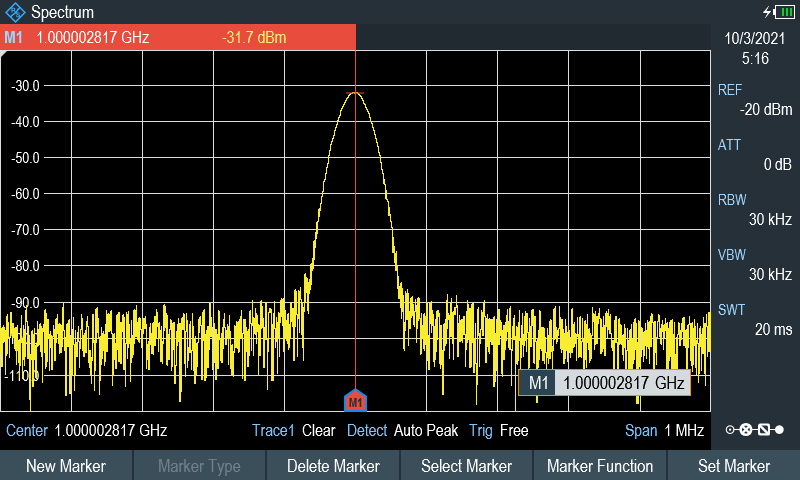 Spectrum
M1 1.000002817 GHz -31.7 dBm
10/3/2021
5:16
REF
-20 dBm
ATT
0 dB
RBW
30 kHz
VBW
30 kHz
SWT
20 ms
-30.0
-40.0
-50.0
-60.0
-70.0
-80.0
-90.0
-110.0
M1 1.000002817 GHz
M1
Center 1.000002817 GHz Trace1 Clear Detect Auto Peak Trig Free Span 1 MHz
New Marker Marker Type Delete Marker Select Marker Marker Function Set Marker